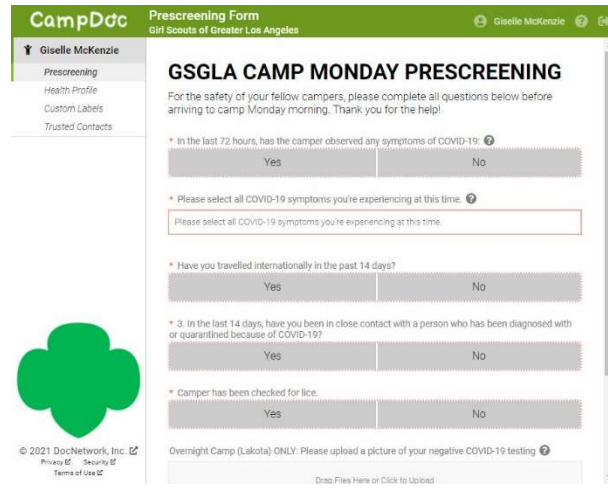 CampDoc
Prescreening Form
Girl Scouts of Greater Los Angeles
Giselle McKenzie
Giselle McKenzie
Prescreening
Health Profile
Custom Labels
Trusted Contacts
GSGLA CAMP MONDAY PRESCREENING
For the safety of your fellow campers, please complete all questions below before
arriving to camp Monday morning. Thank you for the help!
* In the last 72 hours, has the camper observed any symptoms of COVID-19:
Yes No
* Please select all COVID-19 symptoms you're experiencing at this time.
Please select all COVID-19 symptoms you're experiencing at this time.
* Have you travelled internationally in the past 14 days?
Yes No
* 3. In the last 14 days, have you been in close contact with a person who has been diagnosed with
or quarantined because of COVID-19?
Yes No
* Camper has been checked for lice.
Yes No
Overnight Camp (Lakota) ONLY: Please upload a picture of your negative COVID-19 testing
Drag Files Here or Click to Upload
© 2021 DocNetwork, Inc.
Privacy Security
Terms of Use